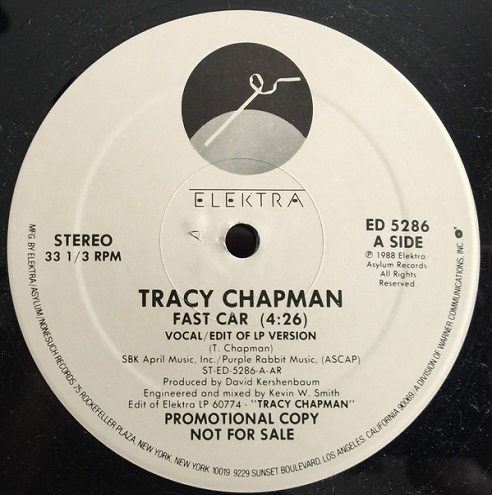 ELEKTRA
STEREO
33 1/3 RPM
ED 5286
A SIDE
℗ 1988 Elektra/
Asylum Records
All Rights
Reserved.
TRACY CHAPMAN
FAST CAR (4:26)
VOCAL/EDIT OF LP VERSION
(T. Chapman)
SBK April Music, Inc./Purple Rabbit Music, (ASCAP)
ST-ED-5286-A-AR
Produced by David Kershenbaum
Engineered and mixed by Kevin W. Smith
Edit of Elektra LP 60774 - "TRACY CHAPMAN"
PROMOTIONAL COPY
NOT FOR SALE
MFG. BY ELEKTRA/ASYLUM/NONESUCH RECORDS 75 ROCKEFELLER PLAZA, NEW YORK, NEW YORK 10019. 9229 SUNSET BOULEVARD, LOS ANGELES, CALIFORNIA 90069. A DIVISION OF WARNER COMMUNICATIONS, INC.